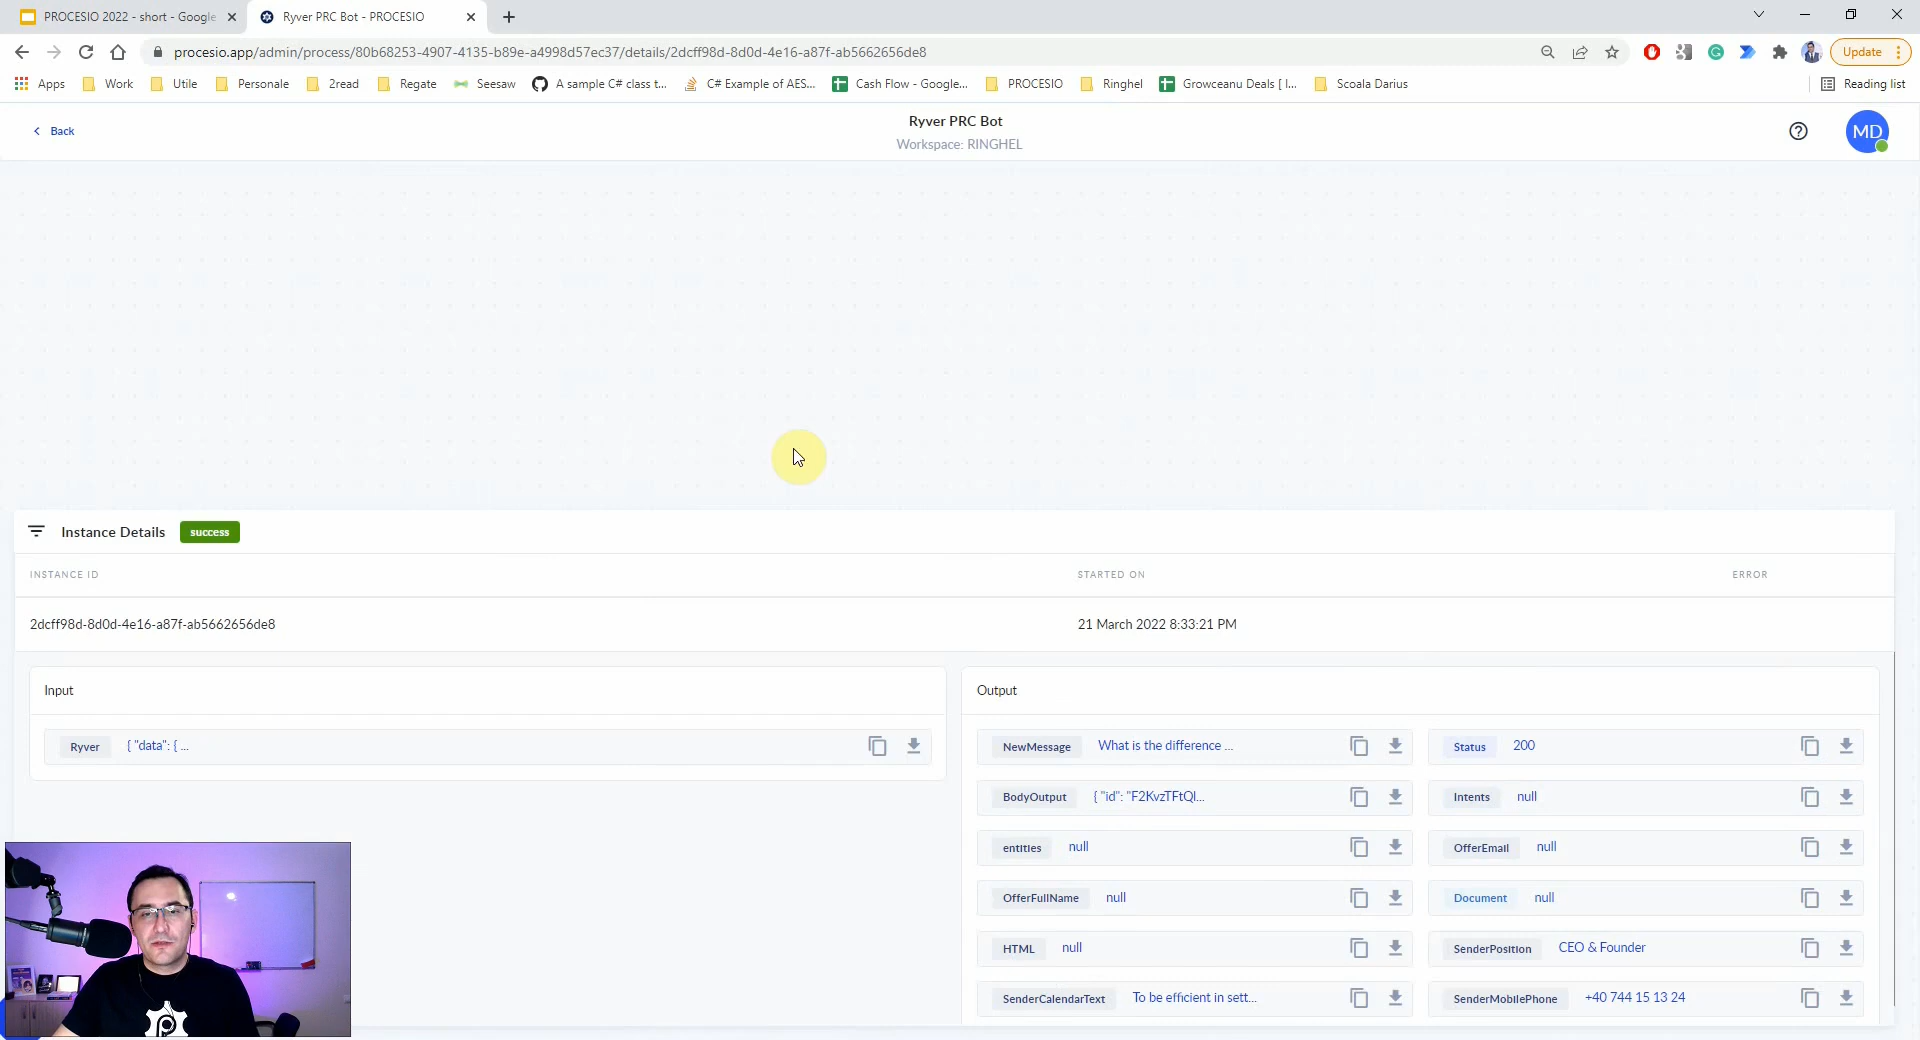 PROCESIO 2022 - short - Google
Ryver PRC Bot - PROCESIO
procesio.app/admin/process/80b68253-4907-4135-b89e-a4998d57ec37/details/2dcff98d-8d0d-4e16-a87f-ab5662656de8
Update
Apps
Work
Utile
Personale
2read
Regate
Seesaw
A sample C# class t...
C# Example of AES...
Cash Flow - Google...
PROCESIO
Ringhel
Growceanu Deals [ I...
Scoala Darius
Reading list
Back
Ryver PRC Bot
Workspace: RINGHEL
MD
Instance Details
success
INSTANCE ID
STARTED ON
ERROR
2dcff98d-8d0d-4e16-a87f-ab5662656de8
21 March 2022 8:33:21 PM
Input
Ryver
{ "data": { ...
Output
NewMessage
What is the difference ...
Status
200
BodyOutput
{ "id": "F2KvzTFtQl...
Intents
null
entities
null
OfferEmail
null
OfferFullName
null
Document
null
HTML
null
SenderPosition
CEO & Founder
SenderCalendarText
To be efficient in sett...
SenderMobilePhone
+40 744 15 13 24